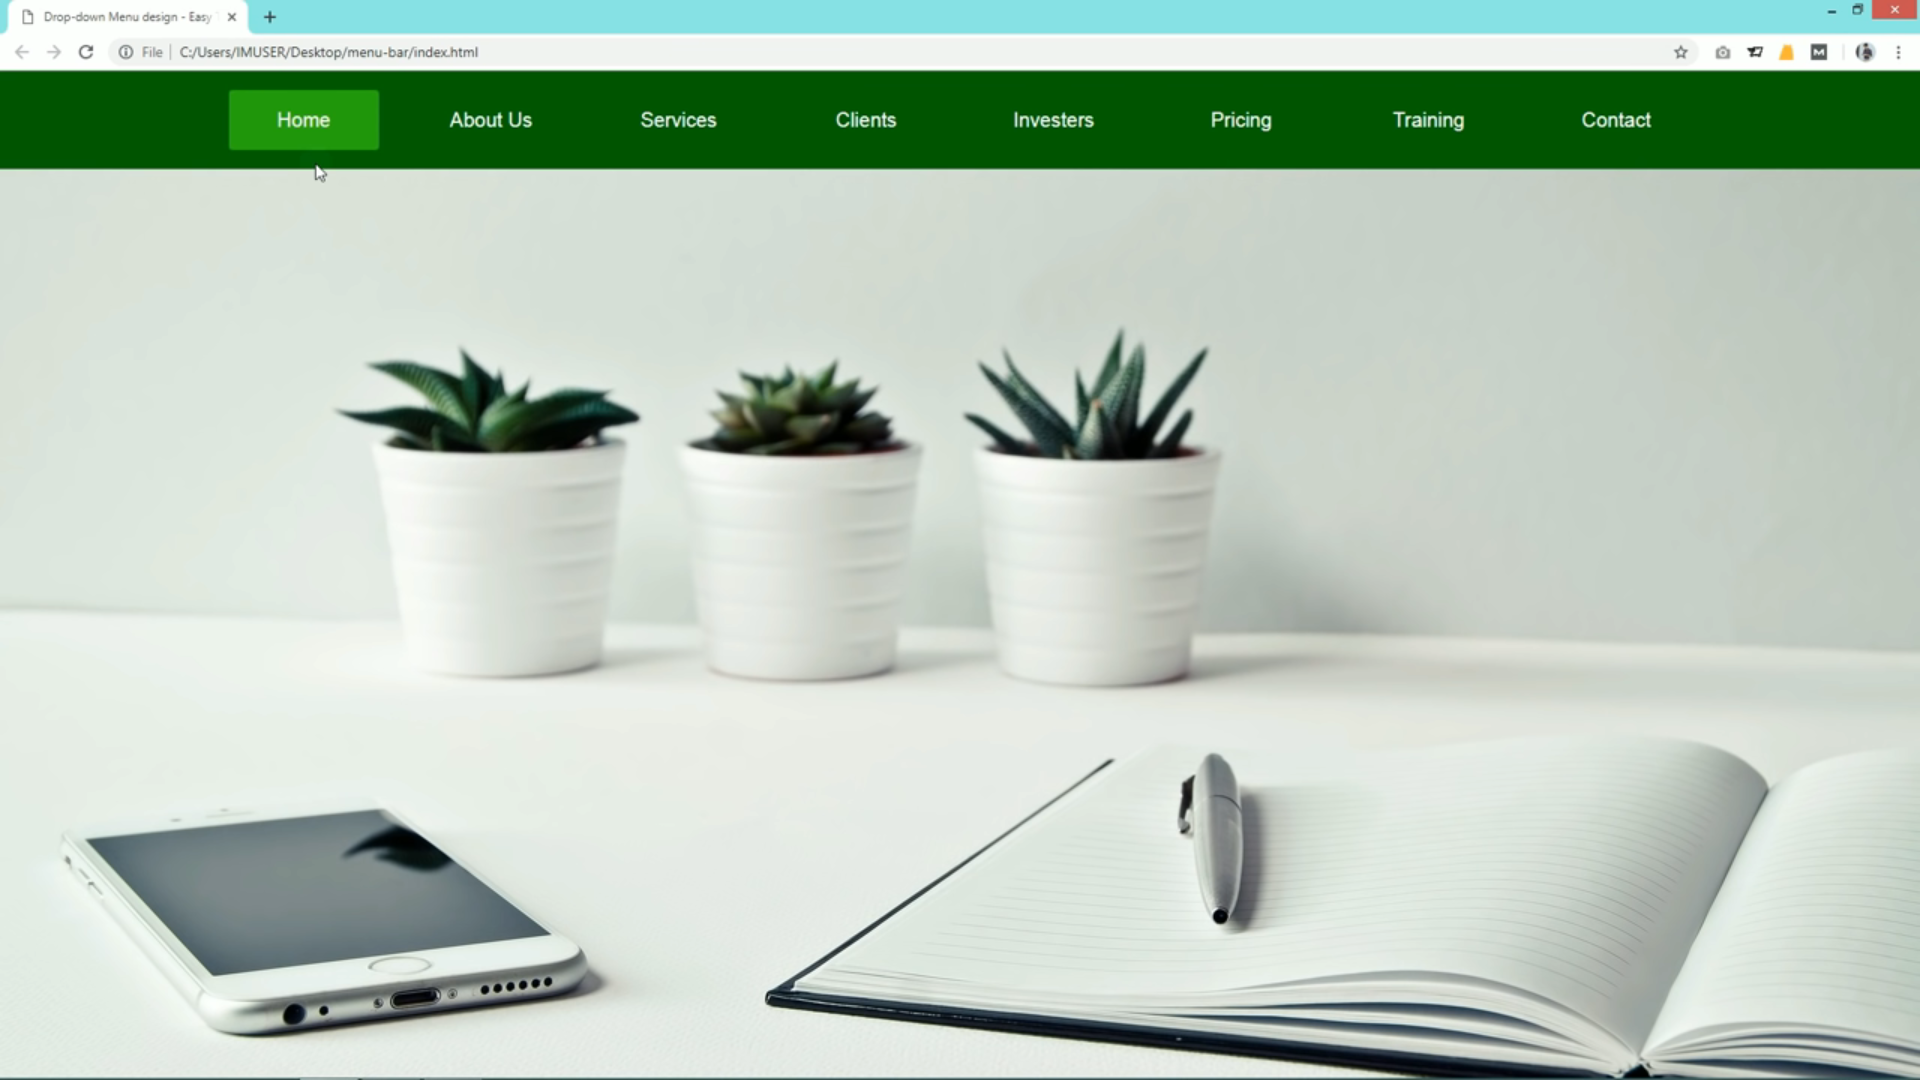 Drop-down Menu design - Easy
File C:/Users/IMUSER/Desktop/menu-bar/index.html
M
Home About Us Services Clients Investers Pricing Training Contact